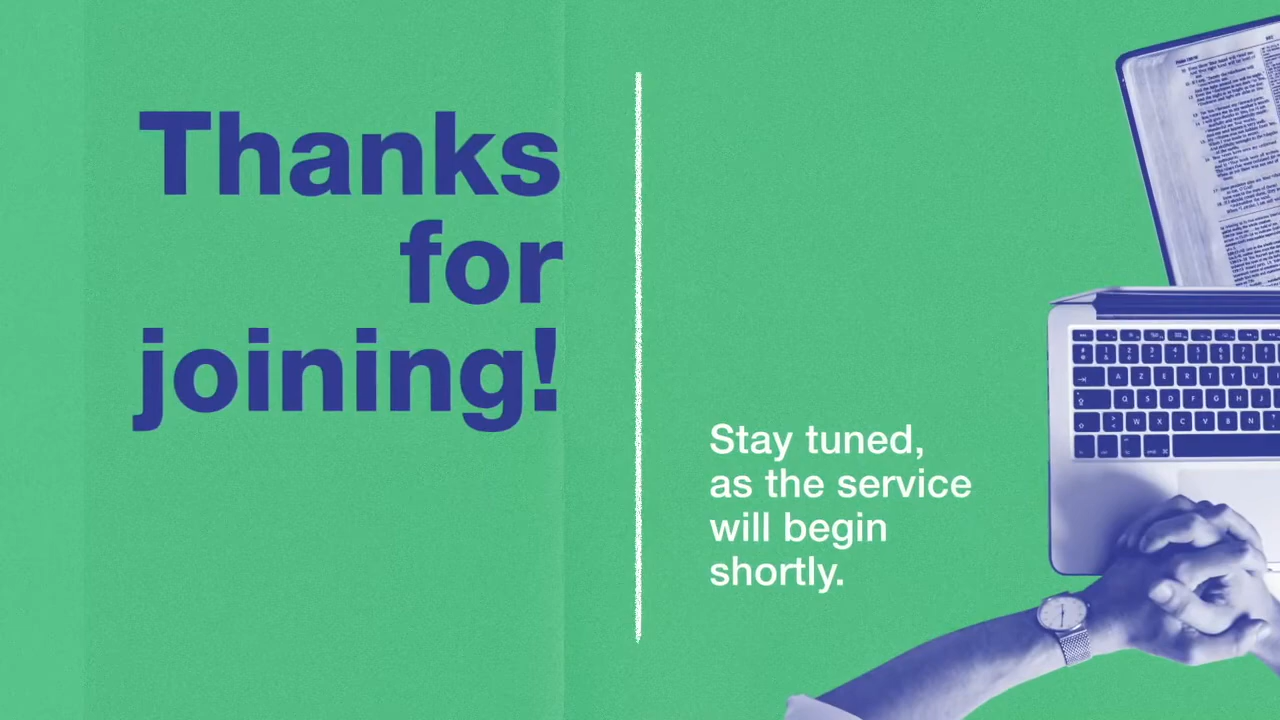 Thanks
for
joining!
Stay tuned,
as the service
will begin
shortly.